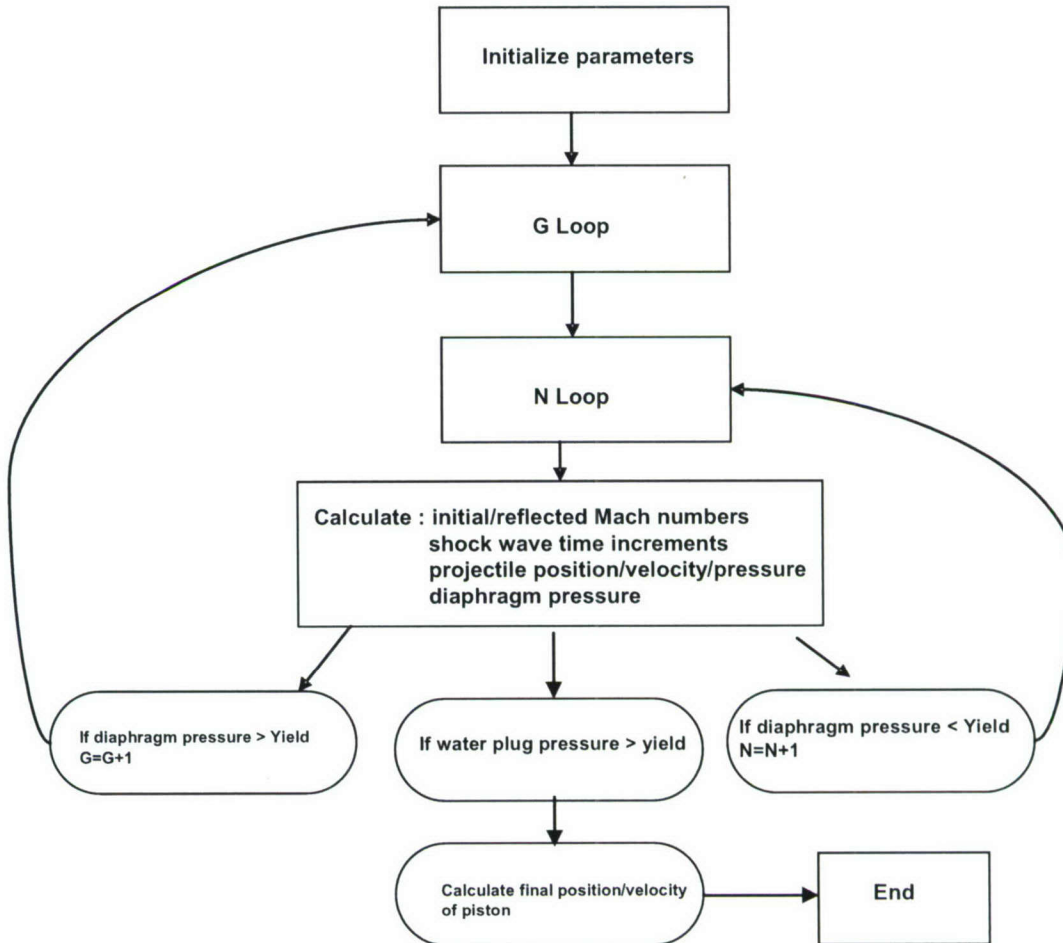 Initialize parameters
G Loop
N Loop
Calculate : initial/reflected Mach numbers
shock wave time increments
projectile position/velocity/pressure
diaphragm pressure
If diaphragm pressure > Yield
G=G+1
If water plug pressure > yield
If diaphragm pressure < Yield
N=N+1
Calculate final position/velocity
of piston
End